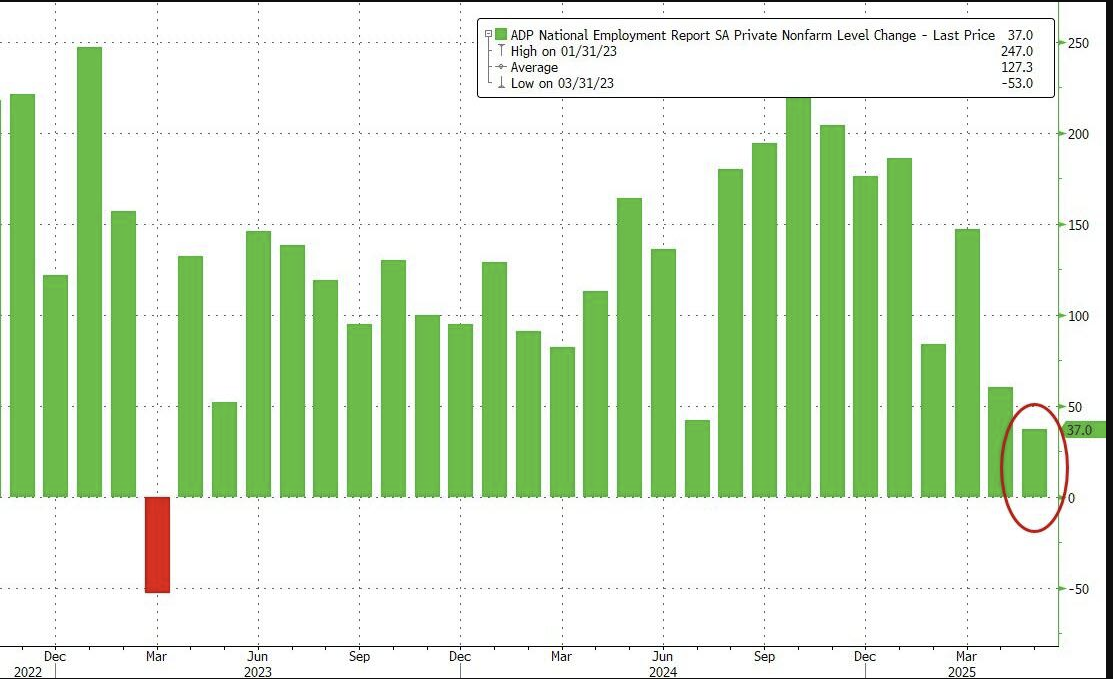 ADP National Employment Report SA Private Nonfarm Level Change - Last Price 37.0
High on 01/31/23 247.0
Average 127.3
Low on 03/31/23 -53.0
250
200
150
100
50
37.0
0
-50
Dec Mar Jun Sep Dec Mar Jun Sep Dec Mar
2022 2023 2024 2025